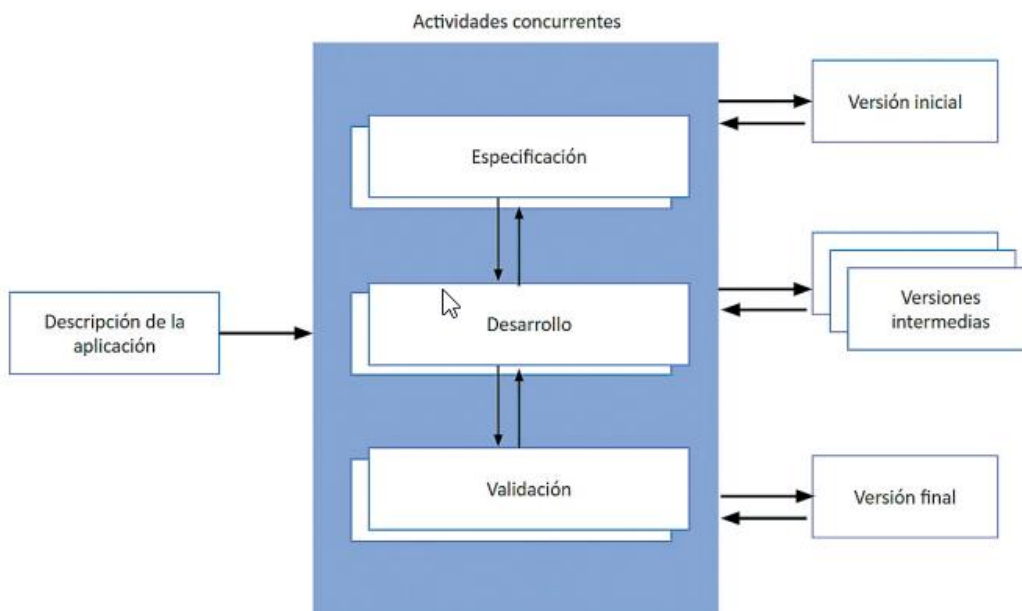 Actividades concurrentes
Versión inicial
Especificación
Versiones
intermedias
Descripción de la
aplicación
Desarrollo
Validación
Versión final